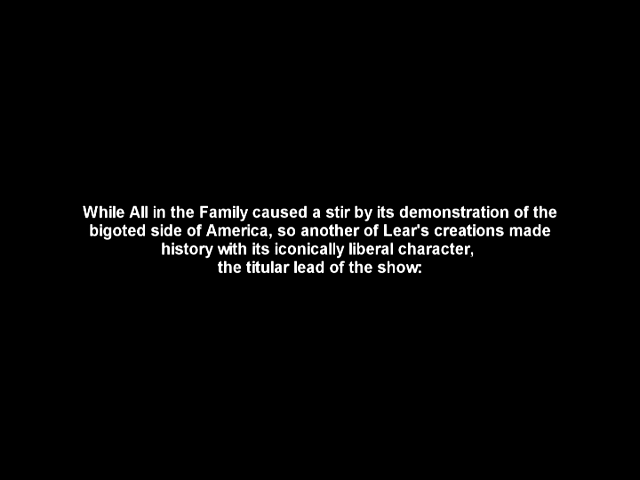 While All in the Family caused a stir by its demonstration of the
bigoted side of America, so another of Lear's creations made
history with its iconically liberal character,
the titular lead of the show: